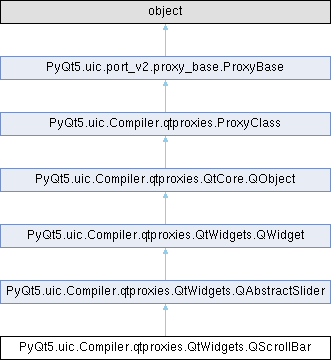 object
PyQt5.uic.port_v2.proxy_base.ProxyBase
PyQt5.uic.Compiler.qtproxies.ProxyClass
PyQt5.uic.Compiler.qtproxies.QtCore.QObject
PyQt5.uic.Compiler.qtproxies.QtWidgets.QWidget
PyQt5.uic.Compiler.qtproxies.QtWidgets.QAbstractSlider
PyQt5.uic.Compiler.qtproxies.QtWidgets.QScrollBar